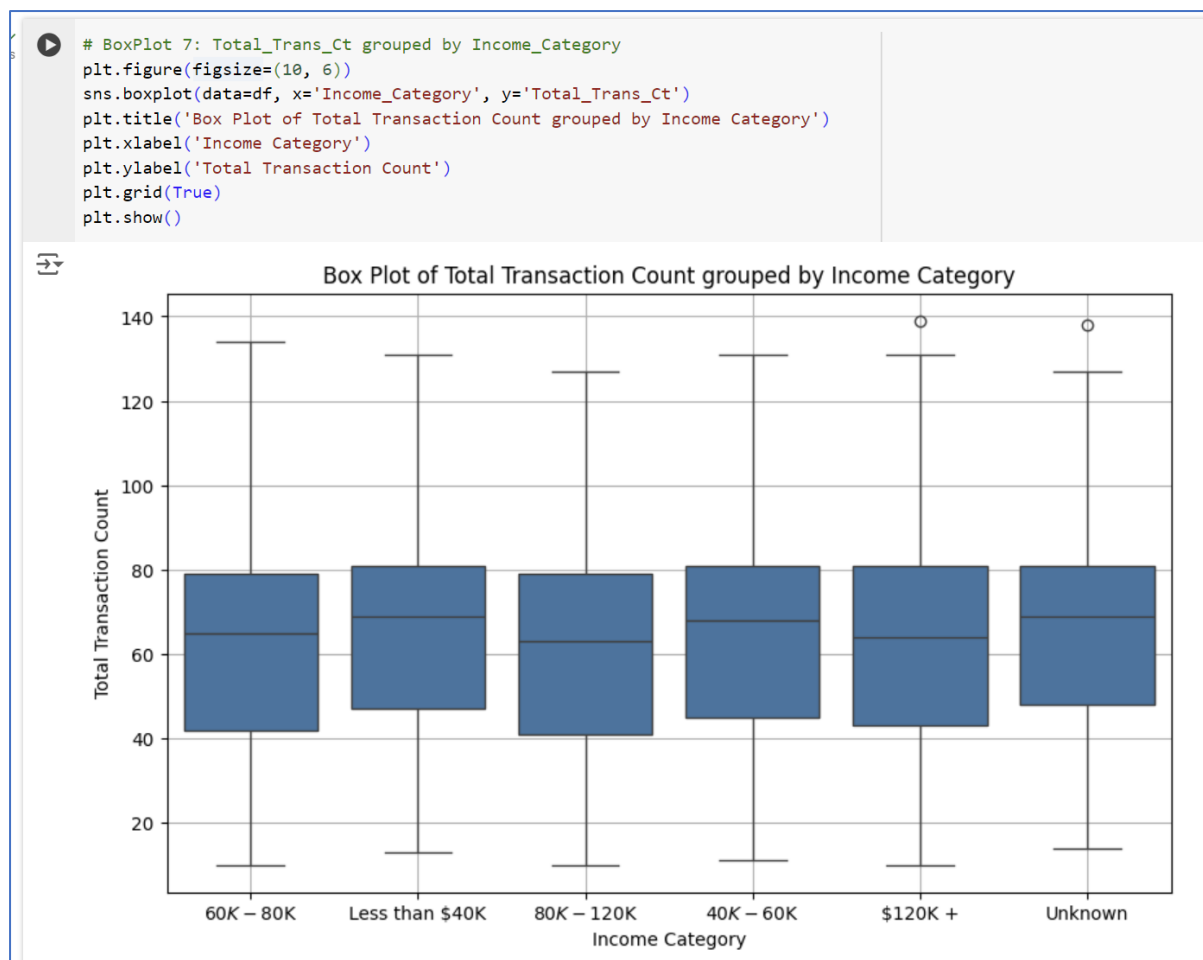 # BoxPlot 7: Total_Trans_Ct grouped by Income_Category
plt.figure(figsize=(10, 6))
sns.boxplot(data=df, x='Income_Category', y='Total_Trans_Ct')
plt.title('Box Plot of Total Transaction Count grouped by Income Category')
plt.xlabel('Income Category')
plt.ylabel('Total Transaction Count')
plt.grid(True)
plt.show()
Box Plot of Total Transaction Count grouped by Income Category
140
120
100
80
60
40
20
Total Transaction Count
60K − 80K Less than $40K 80K − 120K 40K − 60K $120K + Unknown
Income Category